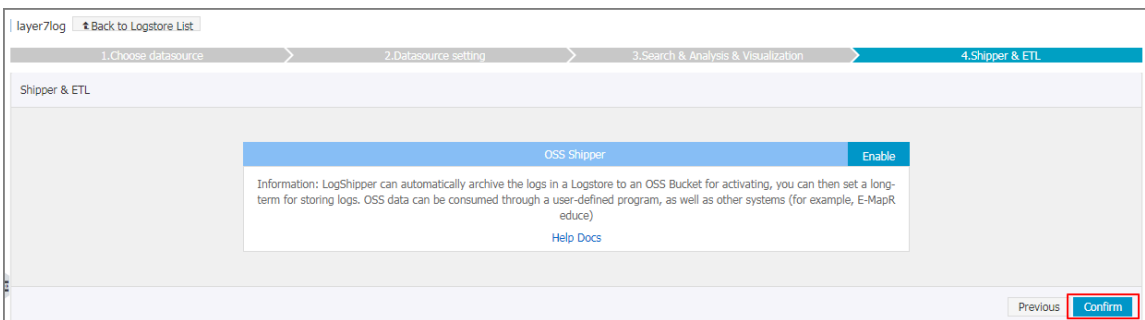 layer7log Back to Logstore List
1.Choose datasource 2.Datasource setting 3.Search & Analysis & Visualization 4.Shipper & ETL
Shipper & ETL
OSS Shipper Enable
Information: LogShipper can automatically archive the logs in a Logstore to an OSS Bucket for activating, you can then set a long-
term for storing logs. OSS data can be consumed through a user-defined program, as well as other systems (for example, E-MapR
educe)
Help Docs
Previous Confirm